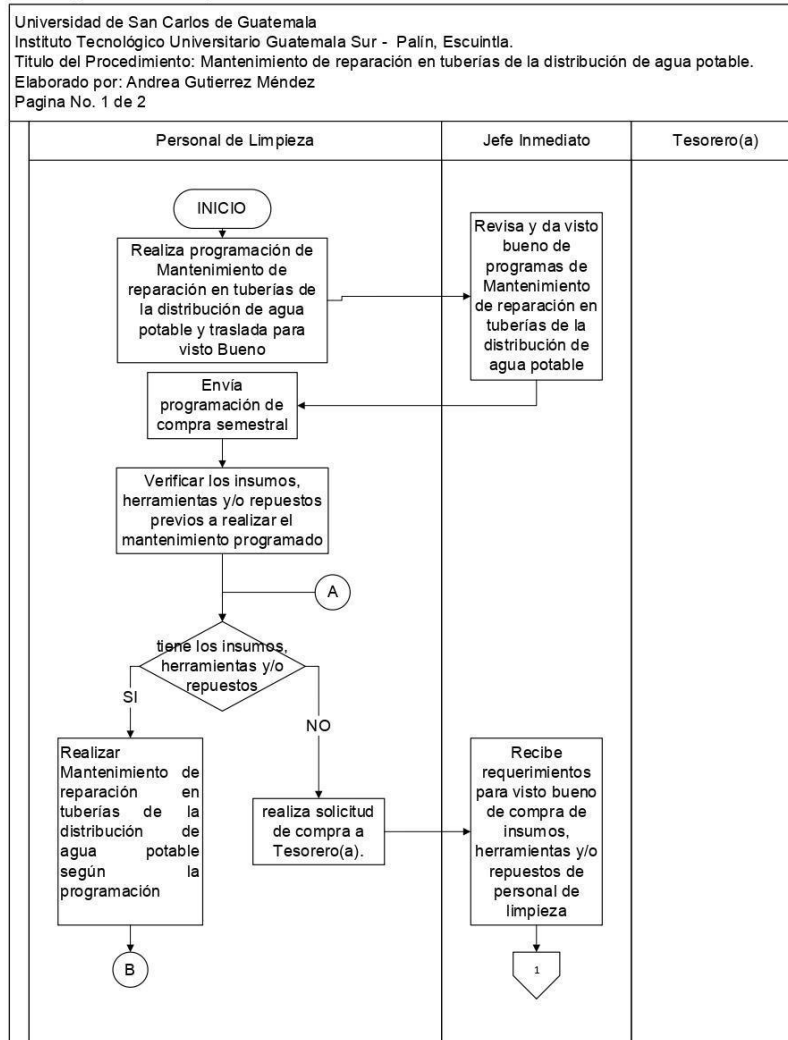 Universidad de San Carlos de Guatemala
Instituto Tecnológico Universitario Guatemala Sur - Palín, Escuintla.
Titulo del Procedimiento: Mantenimiento de reparación en tuberías de la distribución de agua potable.
Elaborado por: Andrea Gutierrez Méndez
Pagina No. 1 de 2
Personal de Limpieza
Jefe Inmediato
Tesorero(a)
INICIO
Realiza programación de
Mantenimiento de
reparación en tuberías de
la distribución de agua
potable y traslada para
visto Bueno
Revisa y da visto
bueno de
programas de
Mantenimiento
de reparación en
tuberías de la
distribución de
agua potable
Envía
programación de
compra semestral
Verificar los insumos,
herramientas y/o repuestos
previos a realizar el
mantenimiento programado
A
tiene los insumos,
herramientas y/o
repuestos
SI
NO
Realizar
Mantenimiento de
reparación en
tuberías de la
distribución de
agua potable
según la
programación
realiza solicitud
de compra a
Tesorero(a).
Recibe
requerimientos
para visto bueno
de compra de
insumos,
herramientas y/o
repuestos de
personal de
limpieza
B
1